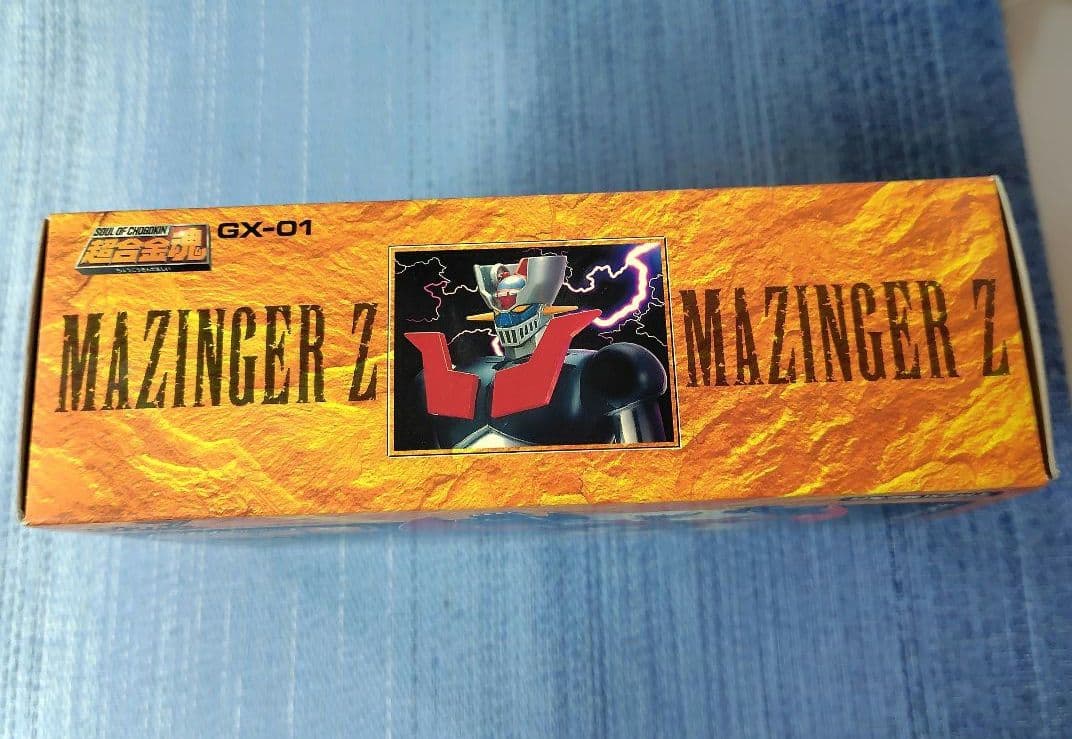 SOUL OF CHOGOKIN
超合金魂
GX-01
MAZINGER Z
MAZINGER Z